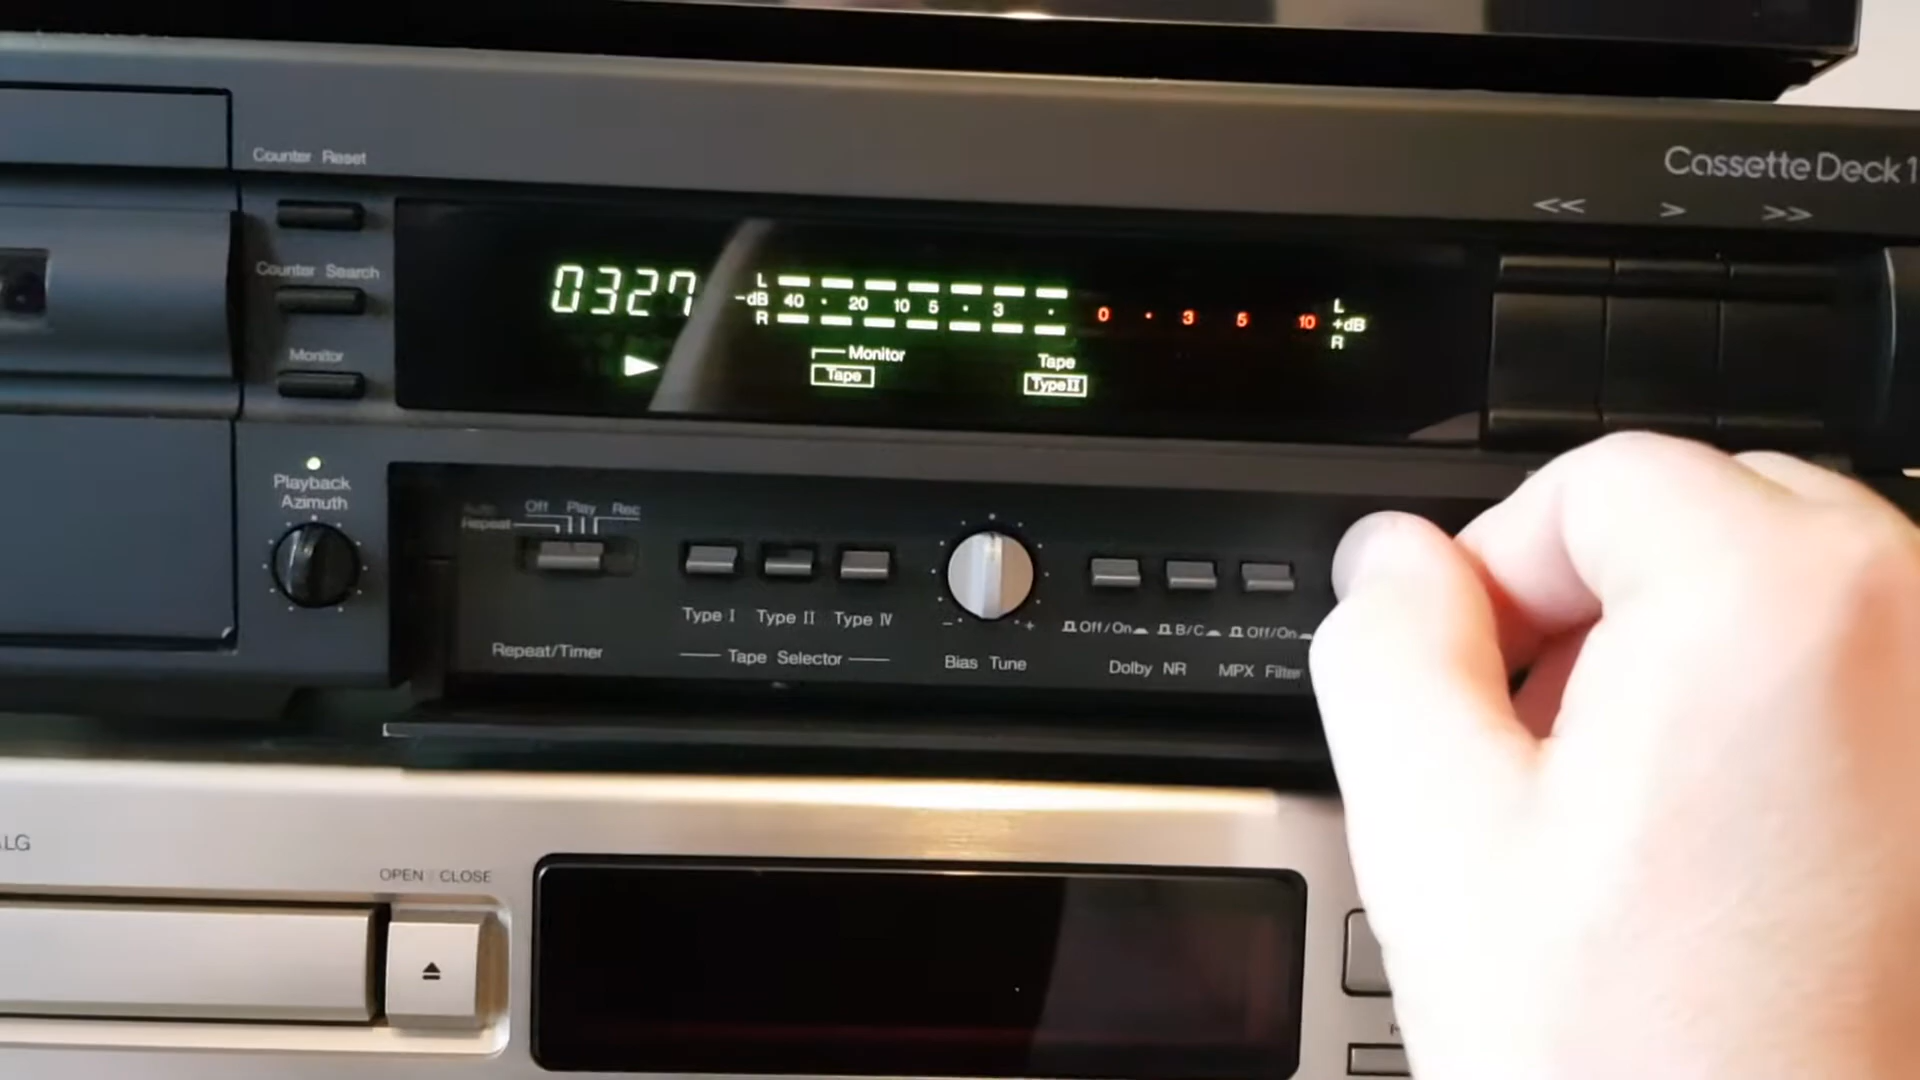 Counter Reset
Cassette Deck 1
<< > >>
Counter Search
0327
L
-dB 40 · 20 10 5 · 3 · 0 · 3 5 10 +dB
R
L
R
Monitor
Monitor
Tape
Tape
Type II
Playback
Azimuth
Auto
Repeat
Off Play Rec
Repeat/Timer
Type I Type II Type IV
Tape Selector
- +
Bias Tune
Off/On B/C Off/On
Dolby NR MPX Filter
LG
OPEN / CLOSE